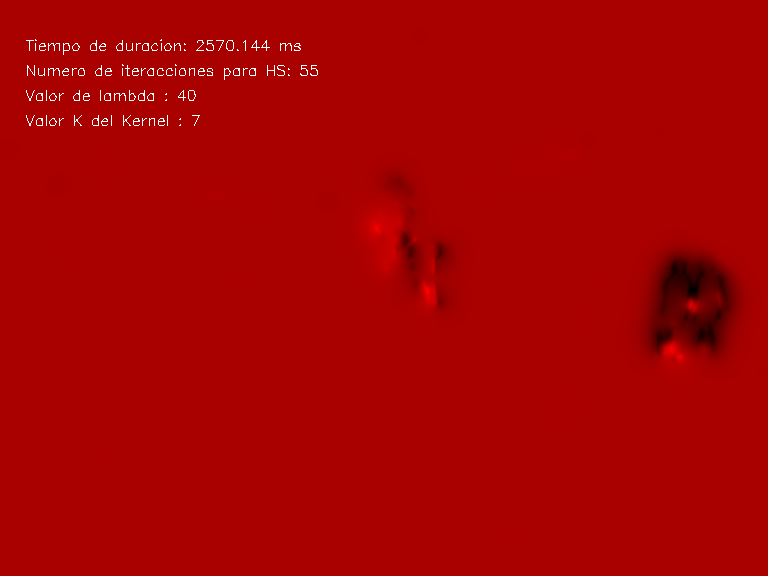 Tiempo de duracion: 2570.144 ms
Numero de iteracciones para HS: 55
Valor de lambda : 40
Valor K del Kernel : 7